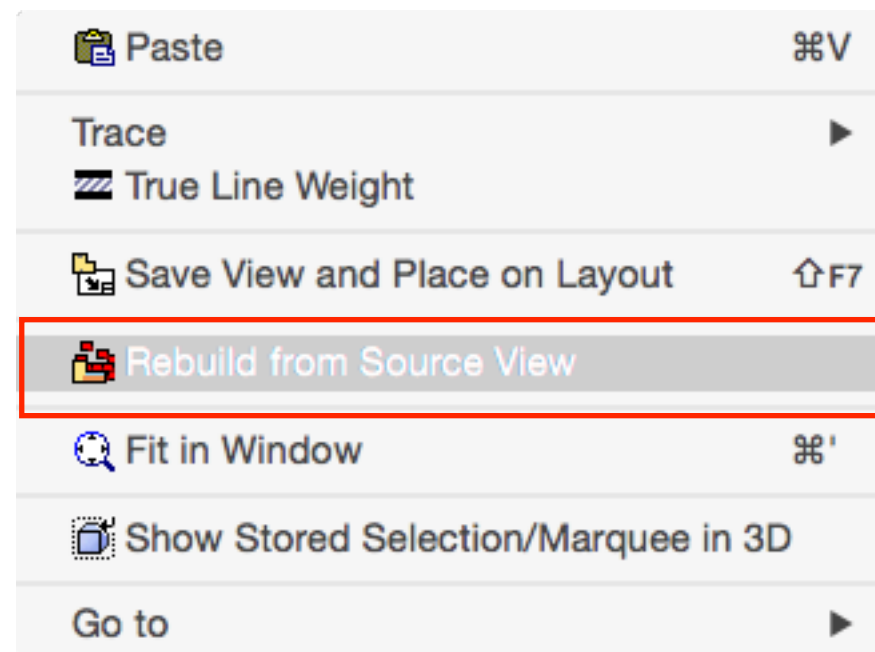 Paste ⌘V
Trace ▶
True Line Weight
Save View and Place on Layout ⇧F7
Rebuild from Source View
Fit in Window ⌘'
Show Stored Selection/Marquee in 3D
Go to ▶